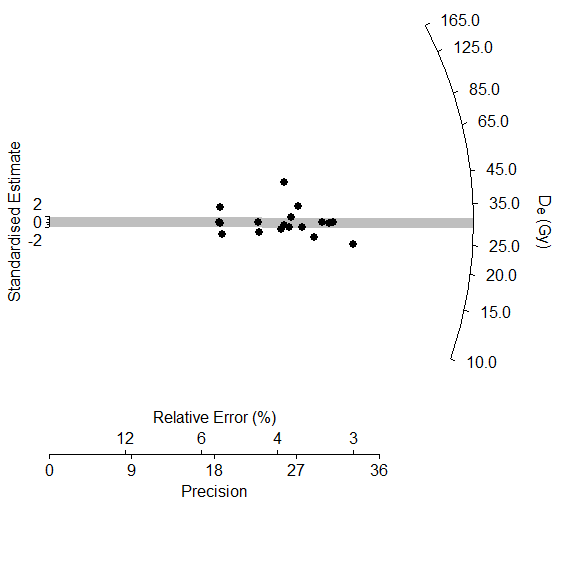 165.0
125.0
85.0
65.0
45.0
35.0
25.0
20.0
15.0
10.0
De (Gy)
Standardised Estimate
2
0
-2
Relative Error (%)
12 6 4 3
0 9 18 27 36
Precision